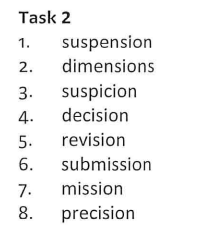 Task 2
1. suspension
2. dimensions
3. suspicion
4. decision
5. revision
6. submission
7. mission
8. precision